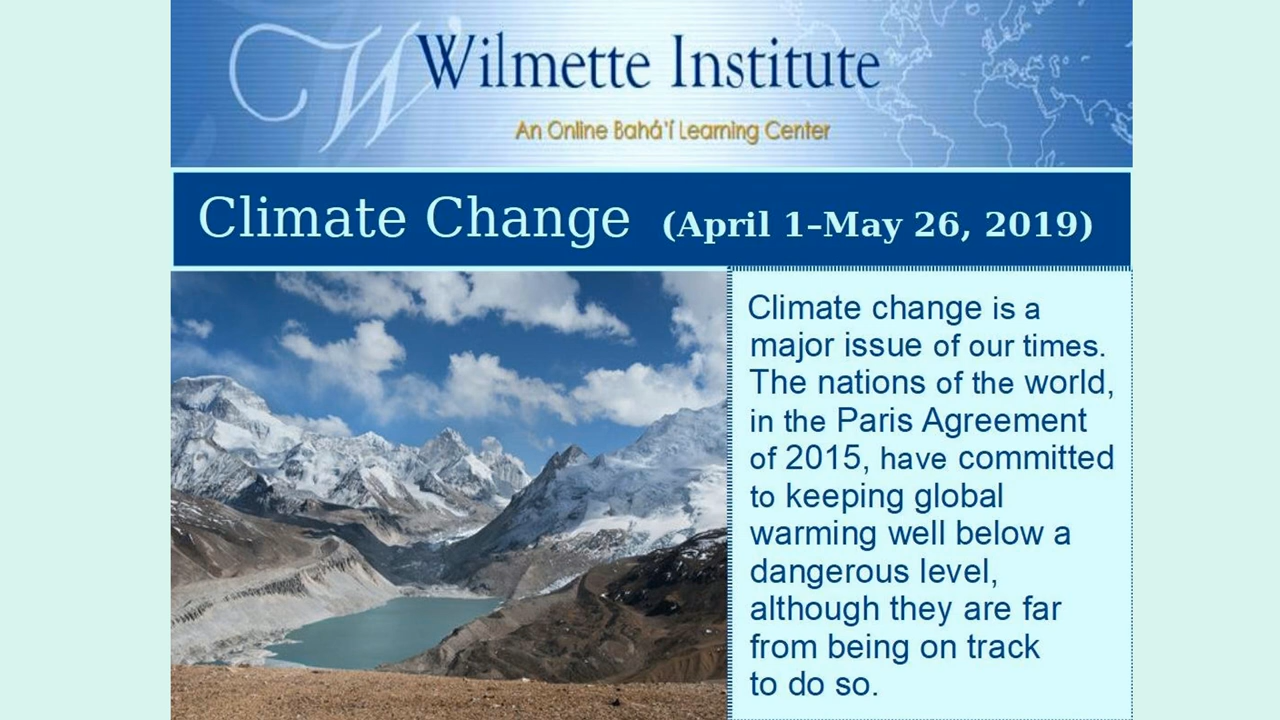 Wilmette Institute
An Online Bahá'í Learning Center
Climate Change (April 1–May 26, 2019)
Climate change is a
major issue of our times.
The nations of the world,
in the Paris Agreement
of 2015, have committed
to keeping global
warming well below a
dangerous level,
although they are far
from being on track
to do so.